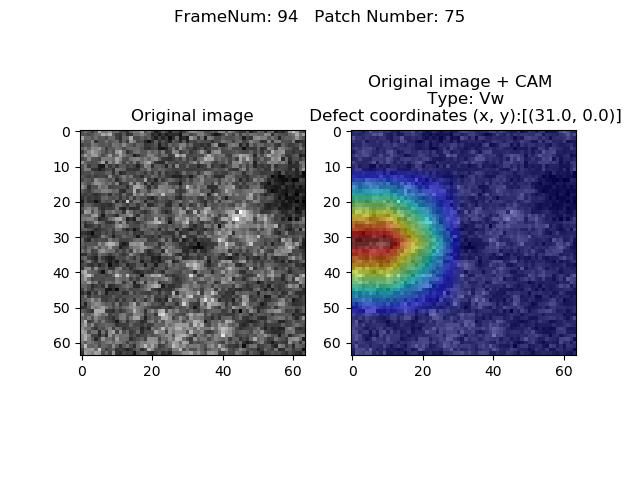 FrameNum: 94   Patch Number: 75
Original image
Original image + CAM
Type: Vw
Defect coordinates (x, y):[(31.0, 0.0)]
0
10
20
30
40
50
60
0 20 40 60
0
10
20
30
40
50
60
0 20 40 60